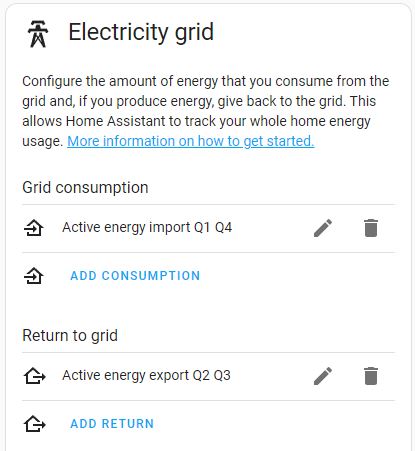 Electricity grid
Configure the amount of energy that you consume from the
grid and, if you produce energy, give back to the grid. This
allows Home Assistant to track your whole home energy
usage. More information on how to get started.
Grid consumption
Active energy import Q1 Q4
ADD CONSUMPTION
Return to grid
Active energy export Q2 Q3
ADD RETURN